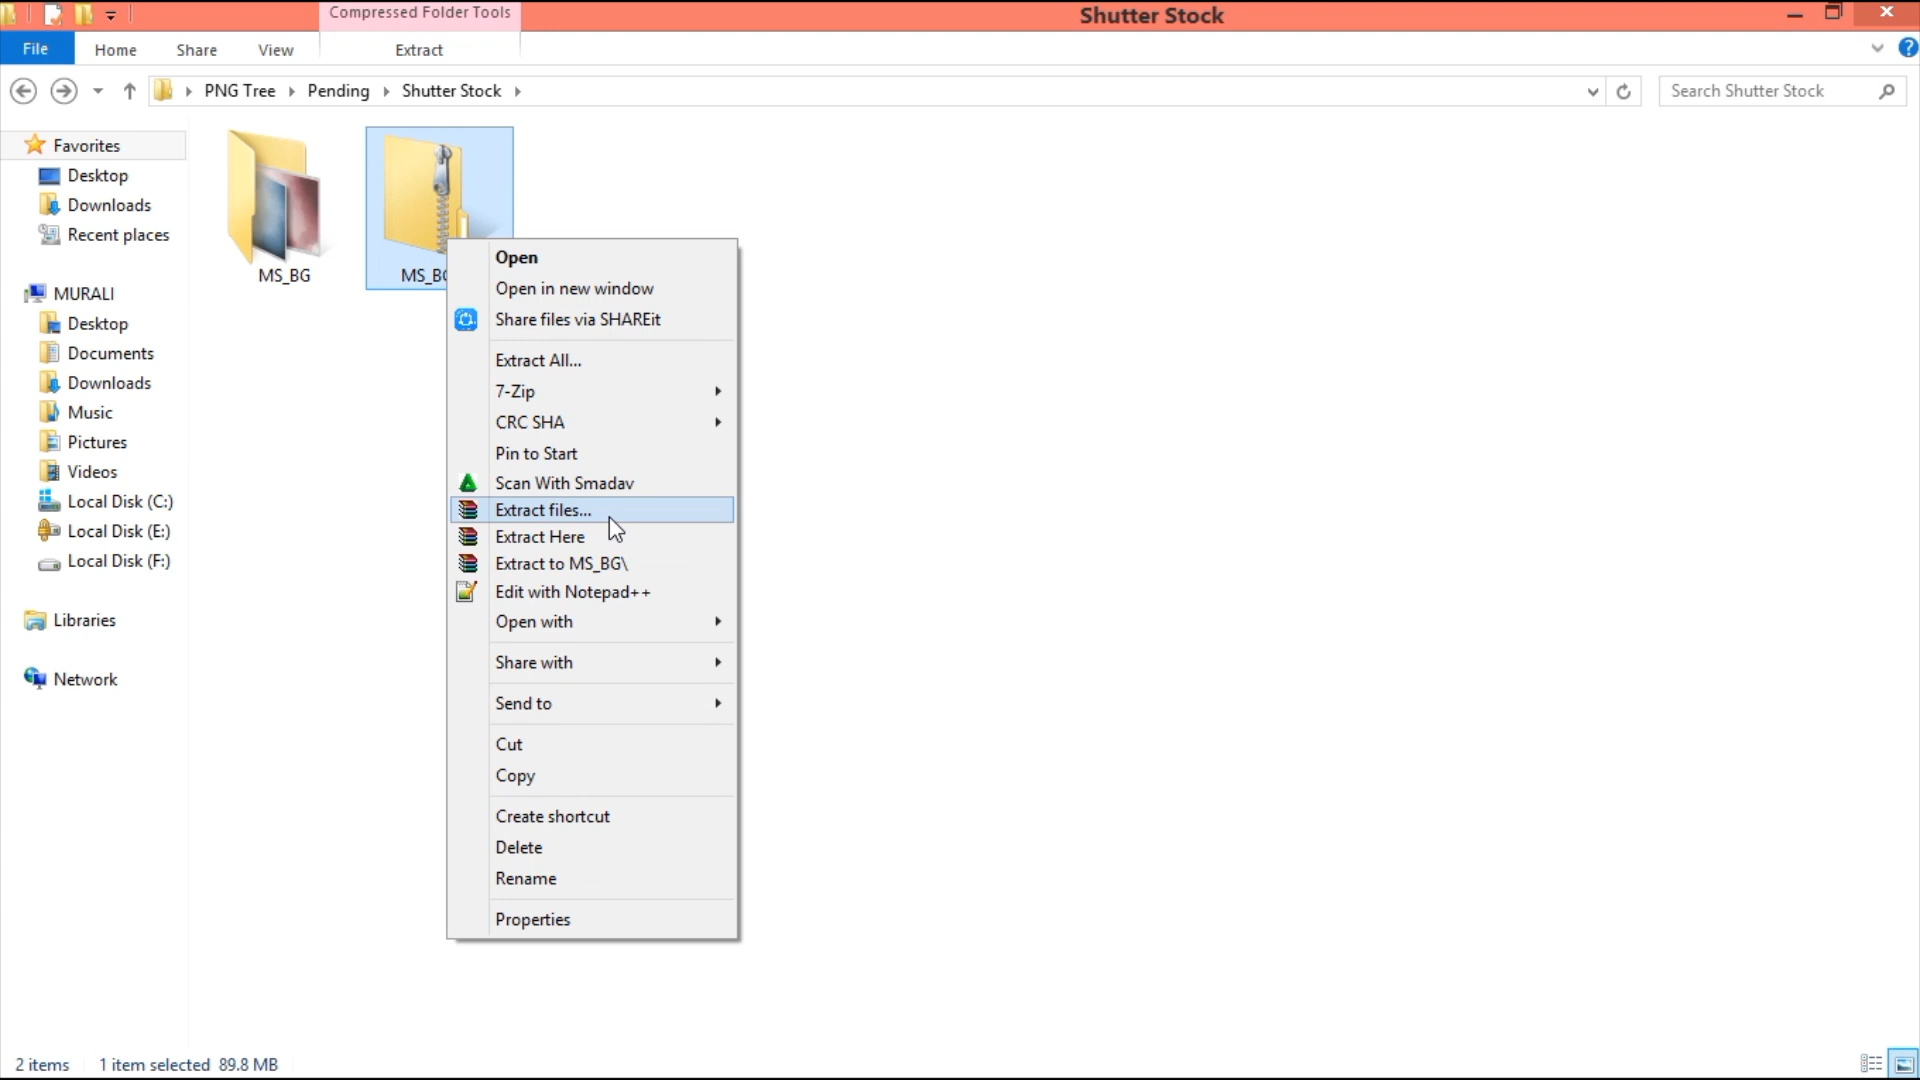 Compressed Folder Tools
Shutter Stock
File
Home
Share
View
Extract
PNG Tree
Pending
Shutter Stock
Search Shutter Stock
Favorites
Desktop
Downloads
Recent places
MURALI
Desktop
Documents
Downloads
Music
Pictures
Videos
Local Disk (C:)
Local Disk (E:)
Local Disk (F:)
Libraries
Network
MS_BG
Open
Open in new window
Share files via SHAREit
Extract All...
7-Zip
CRC SHA
Pin to Start
Scan With Smadav
Extract files...
Extract Here
Extract to MS_BG\
Edit with Notepad++
Open with
Share with
Send to
Cut
Copy
Create shortcut
Delete
Rename
Properties
2 items
1 item selected 89.8 MB